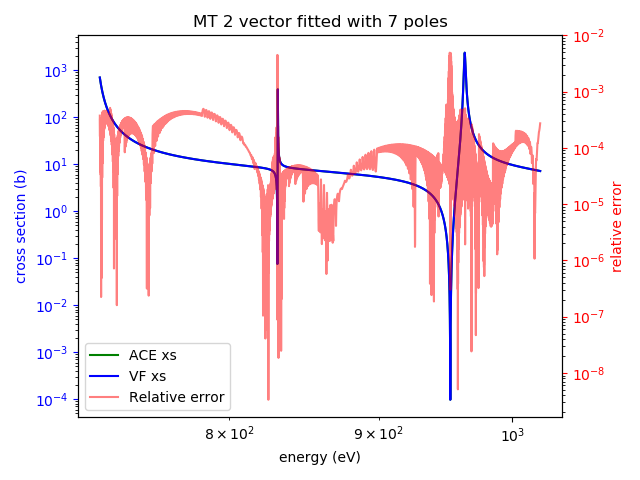 MT 2 vector fitted with 7 poles
cross section (b)
10³
10²
10¹
10⁰
10⁻¹
10⁻²
10⁻³
10⁻⁴
10⁻²
10⁻³
10⁻⁴
10⁻⁵
10⁻⁶
10⁻⁷
10⁻⁸
relative error
ACE xs
VF xs
Relative error
8 × 10²
9 × 10²
10³
energy (eV)